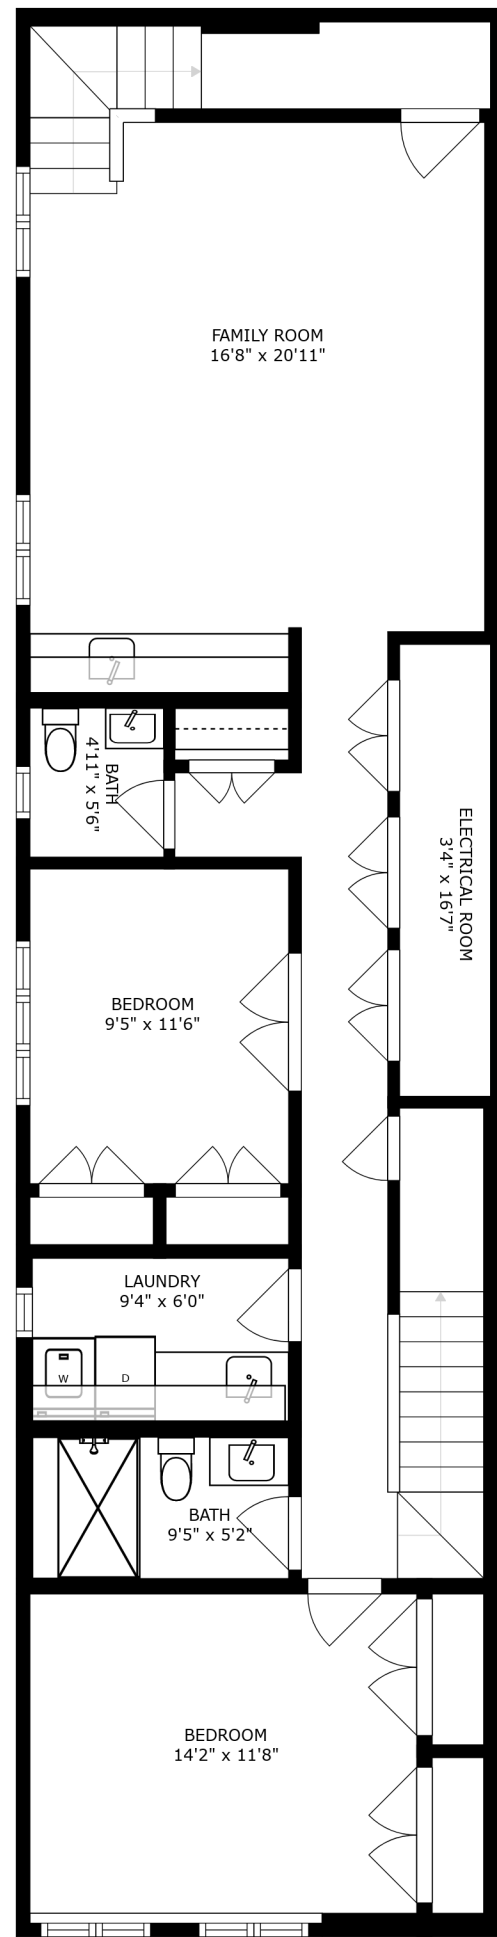 FAMILY ROOM
16'8" x 20'11"
BATH
4'11" x 5'6"
ELECTRICAL ROOM
3'4" x 16'7"
BEDROOM
9'5" x 11'6"
LAUNDRY
9'4" x 6'0"
W
D
BATH
9'5" x 5'2"
BEDROOM
14'2" x 11'8"